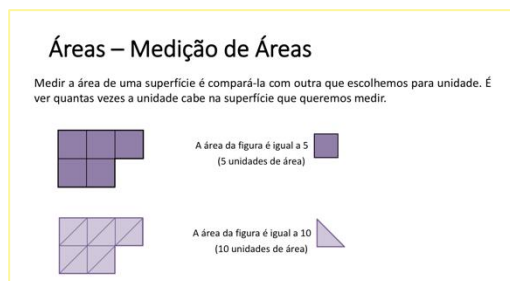 Áreas – Medição de Áreas
Medir a área de uma superfície é compará-la com outra que escolhemos para unidade. É
ver quantas vezes a unidade cabe na superfície que queremos medir.
A área da figura é igual a 5
(5 unidades de área)
A área da figura é igual a 10
(10 unidades de área)